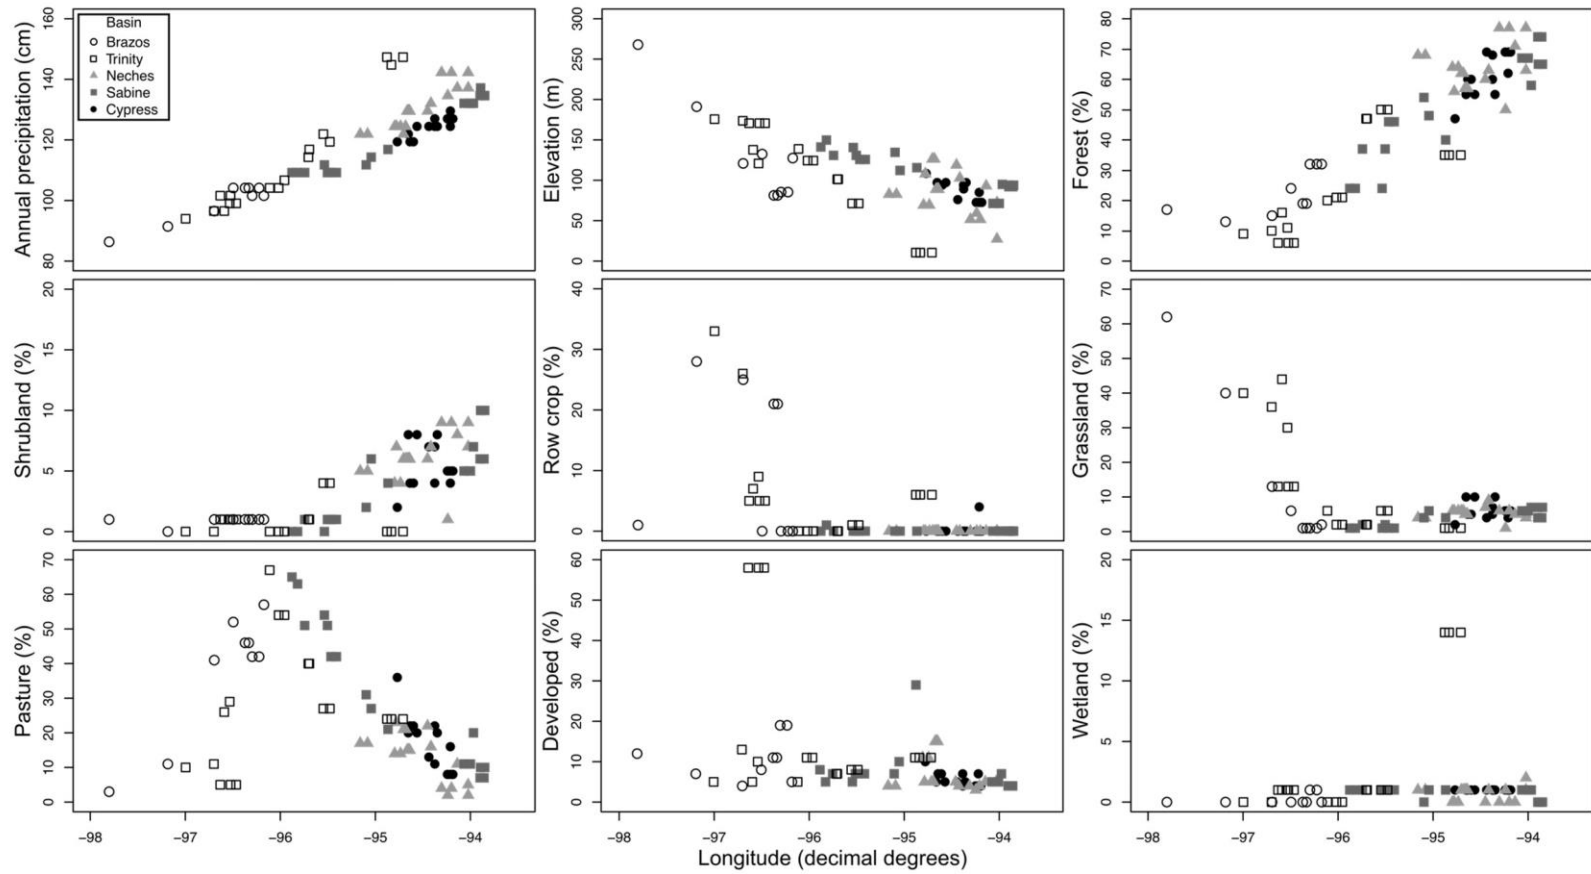 Annual precipitation (cm)
80 100 120 140 160
Basin
Brazos
Trinity
Neches
Sabine
Cypress
Elevation (m)
0 50 100 150 200 250 300
Forest (%)
0 10 20 30 40 50 60 70 80
Shrubland (%)
0 5 10 15 20
Row crop (%)
0 10 20 30 40
Grassland (%)
0 10 20 30 40 50 60 70
Pasture (%)
0 10 20 30 40 50 60 70
Developed (%)
0 10 20 30 40 50 60
Wetland (%)
0 5 10 15 20
−98 −97 −96 −95 −94
−98 −97 −96 −95 −94
−98 −97 −96 −95 −94
Longitude (decimal degrees)